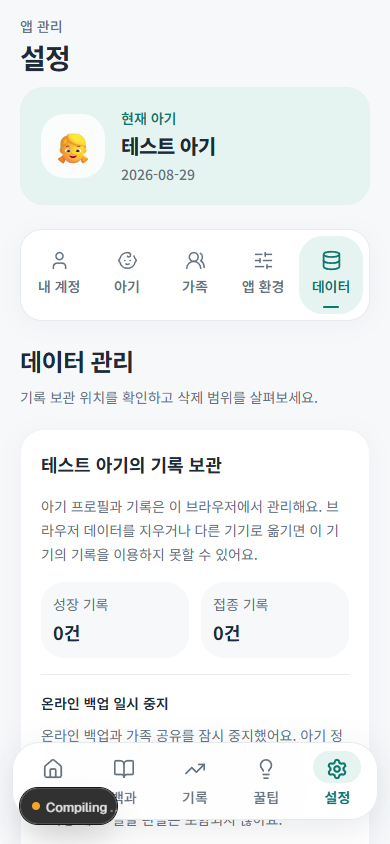 앱 관리
설정
현재 아기
테스트 아기
2026-08-29
내 계정
아기
가족
앱 환경
데이터
데이터 관리
기록 보관 위치를 확인하고 삭제 범위를 살펴보세요.
테스트 아기의 기록 보관
아기 프로필과 기록은 이 브라우저에서 관리해요. 브
라우저 데이터를 지우거나 다른 기기로 옮기면 이 기
기의 기록을 이용하지 못할 수 있어요.
성장 기록
0건
접종 기록
0건
온라인 백업 일시 중지
온라인 백업과 가족 공유를 잠시 중지했어요. 아기 정
백과
기록
꿀팁
설정
Compiling